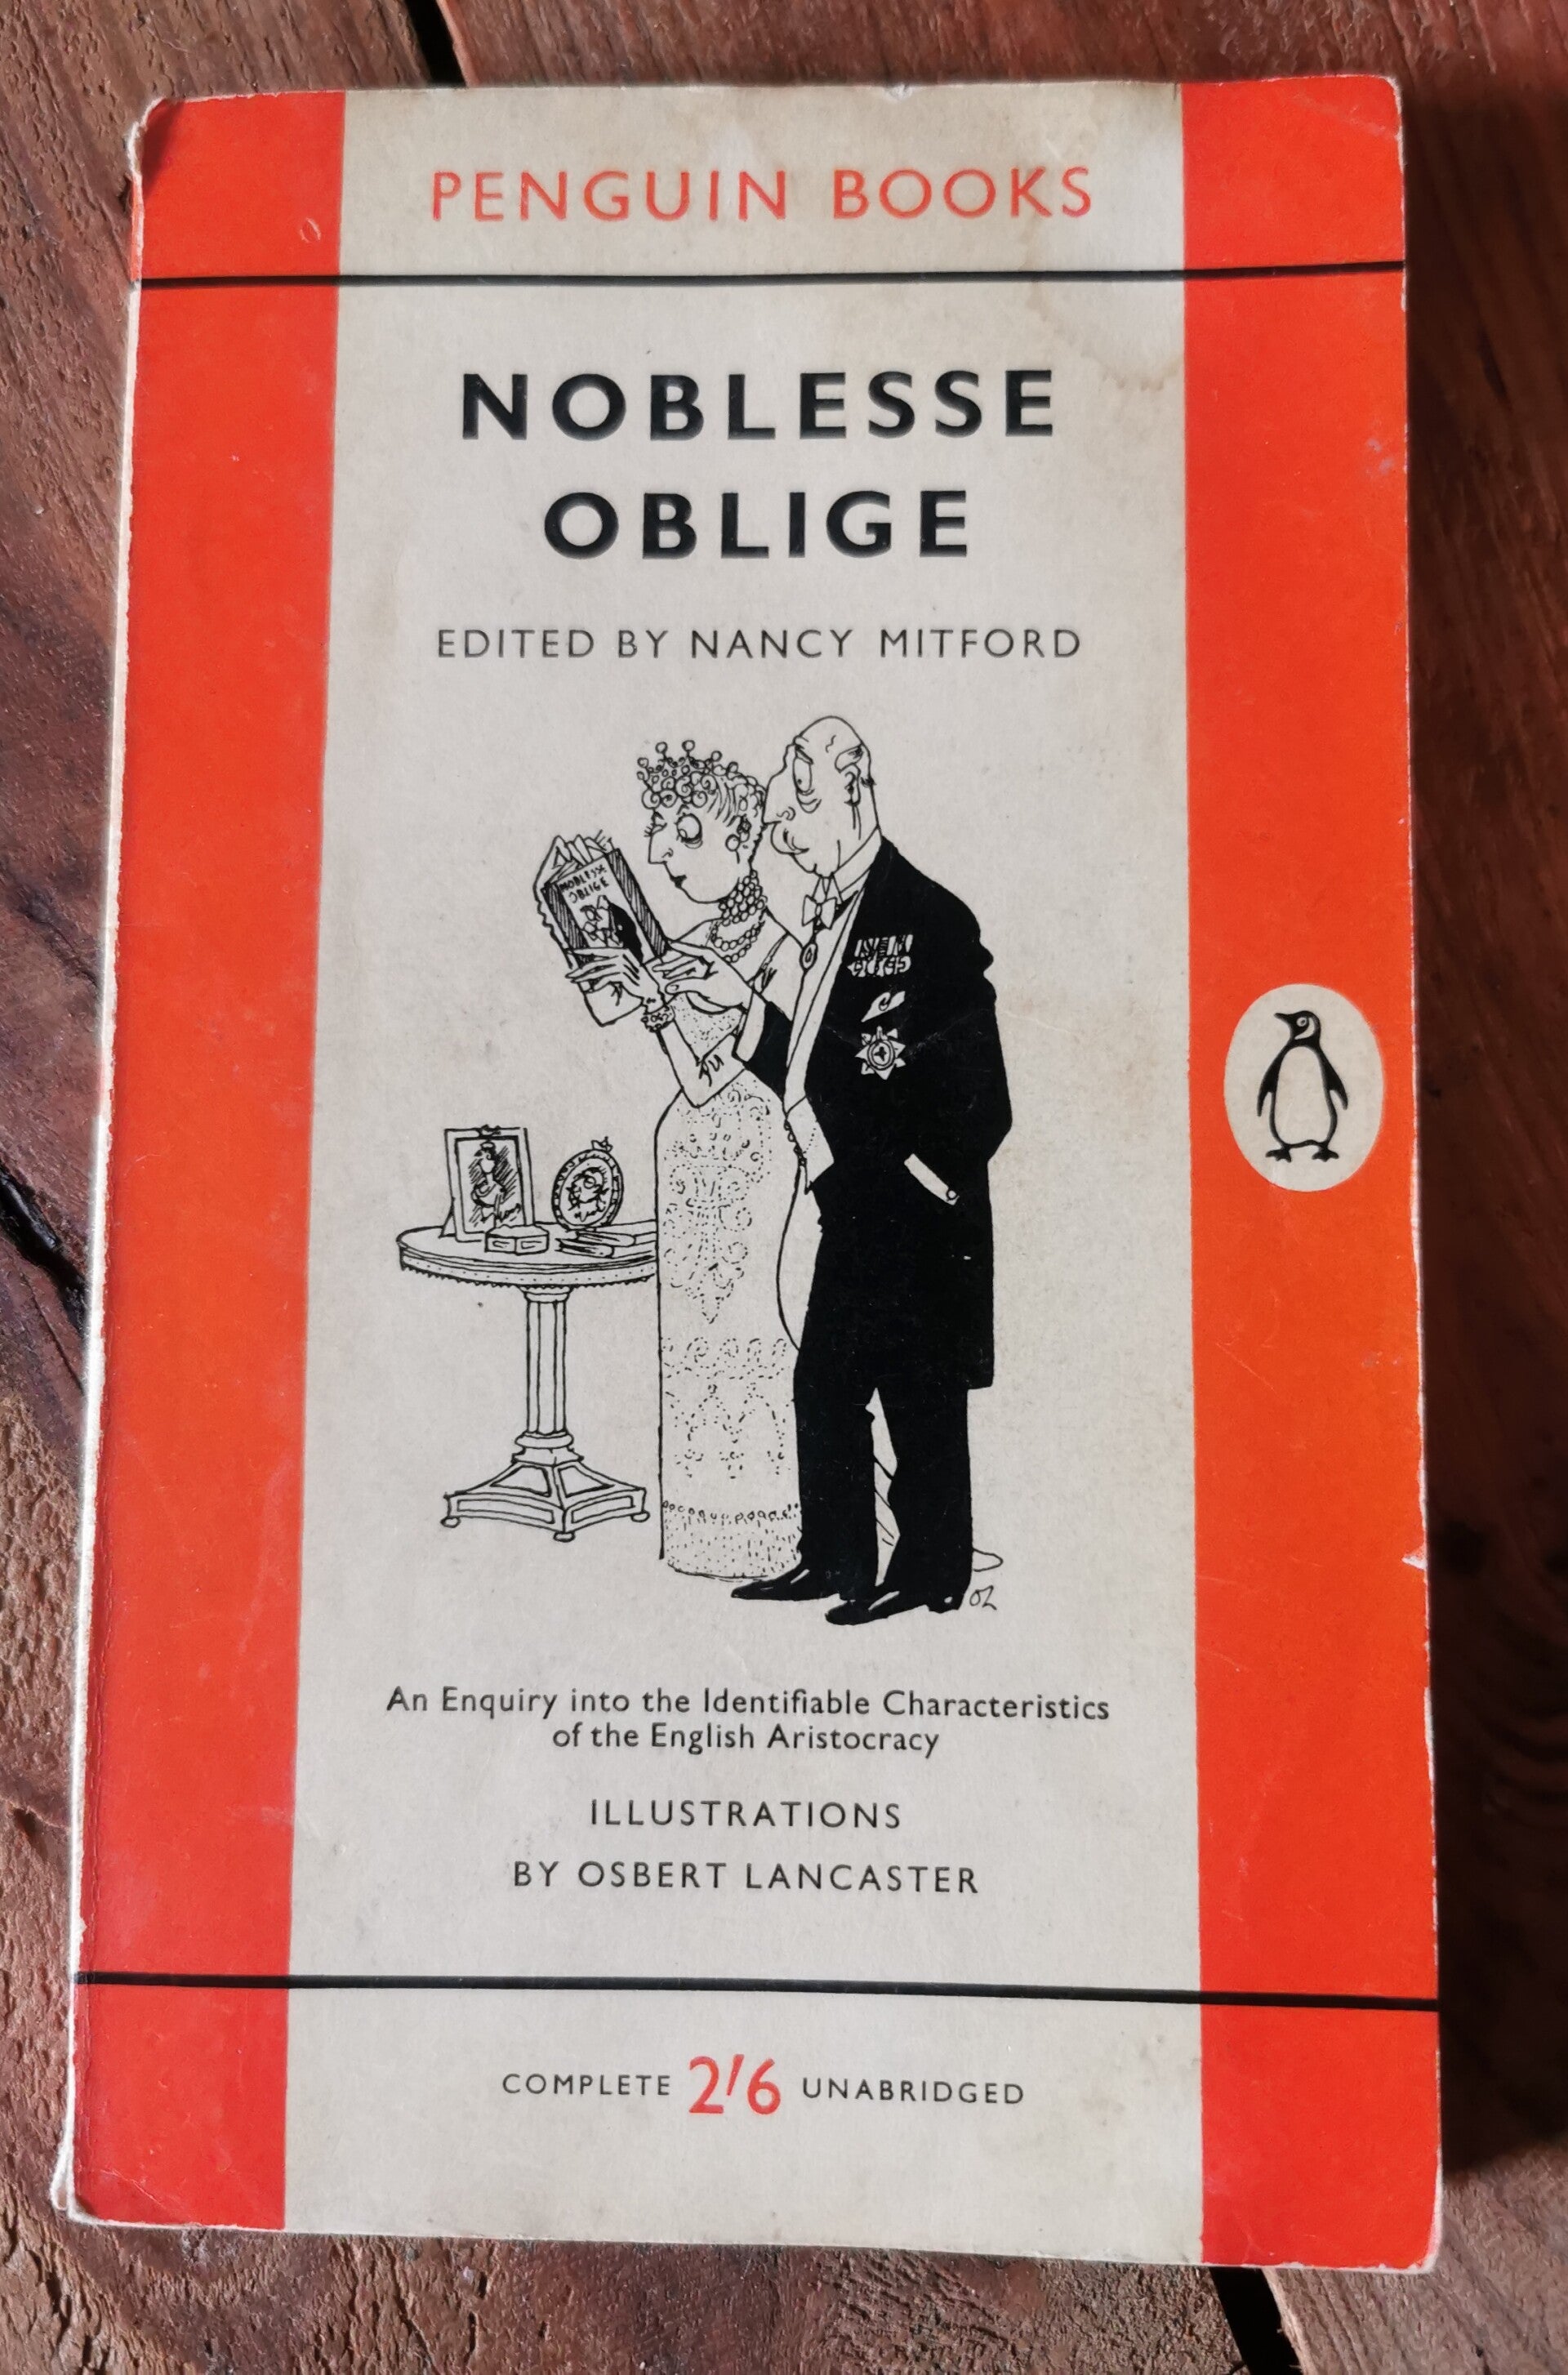 PENGUIN BOOKS
NOBLESSE
OBLIGE
EDITED BY NANCY MITFORD
NOBLESSE
OBLIGE
OL
An Enquiry into the Identifiable Characteristics
of the English Aristocracy
ILLUSTRATIONS
BY OSBERT LANCASTER
COMPLETE 2'6 UNABRIDGED